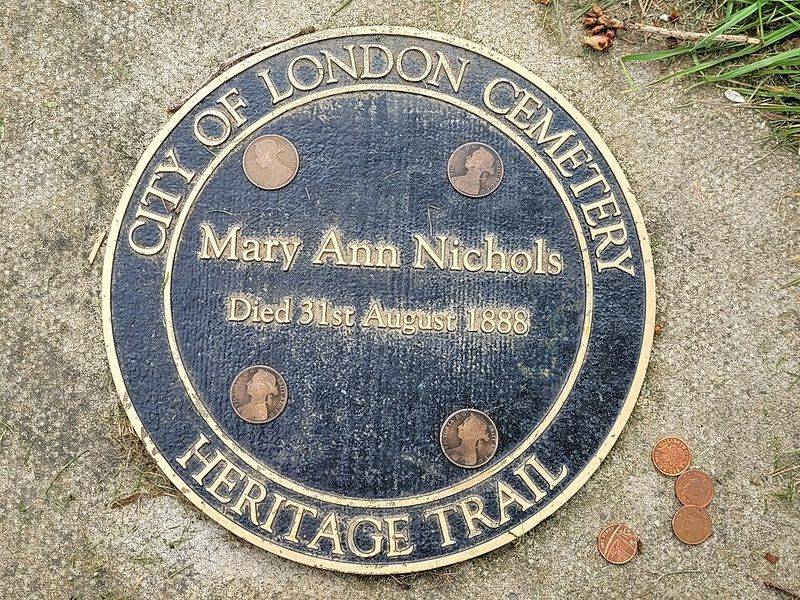 CITY OF LONDON CEMETERY
Mary Ann Nichols
Died 31st August 1888
HERITAGE TRAIL